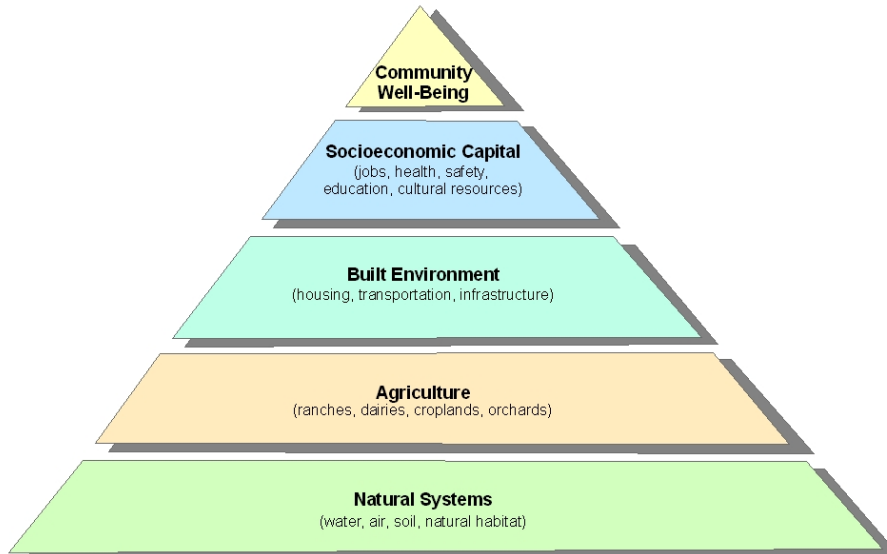 Community
Well-Being
Socioeconomic Capital
(jobs, health, safety,
education, cultural resources)
Built Environment
(housing, transportation, infrastructure)
Agriculture
(ranches, dairies, croplands, orchards)
Natural Systems
(water, air, soil, natural habitat)